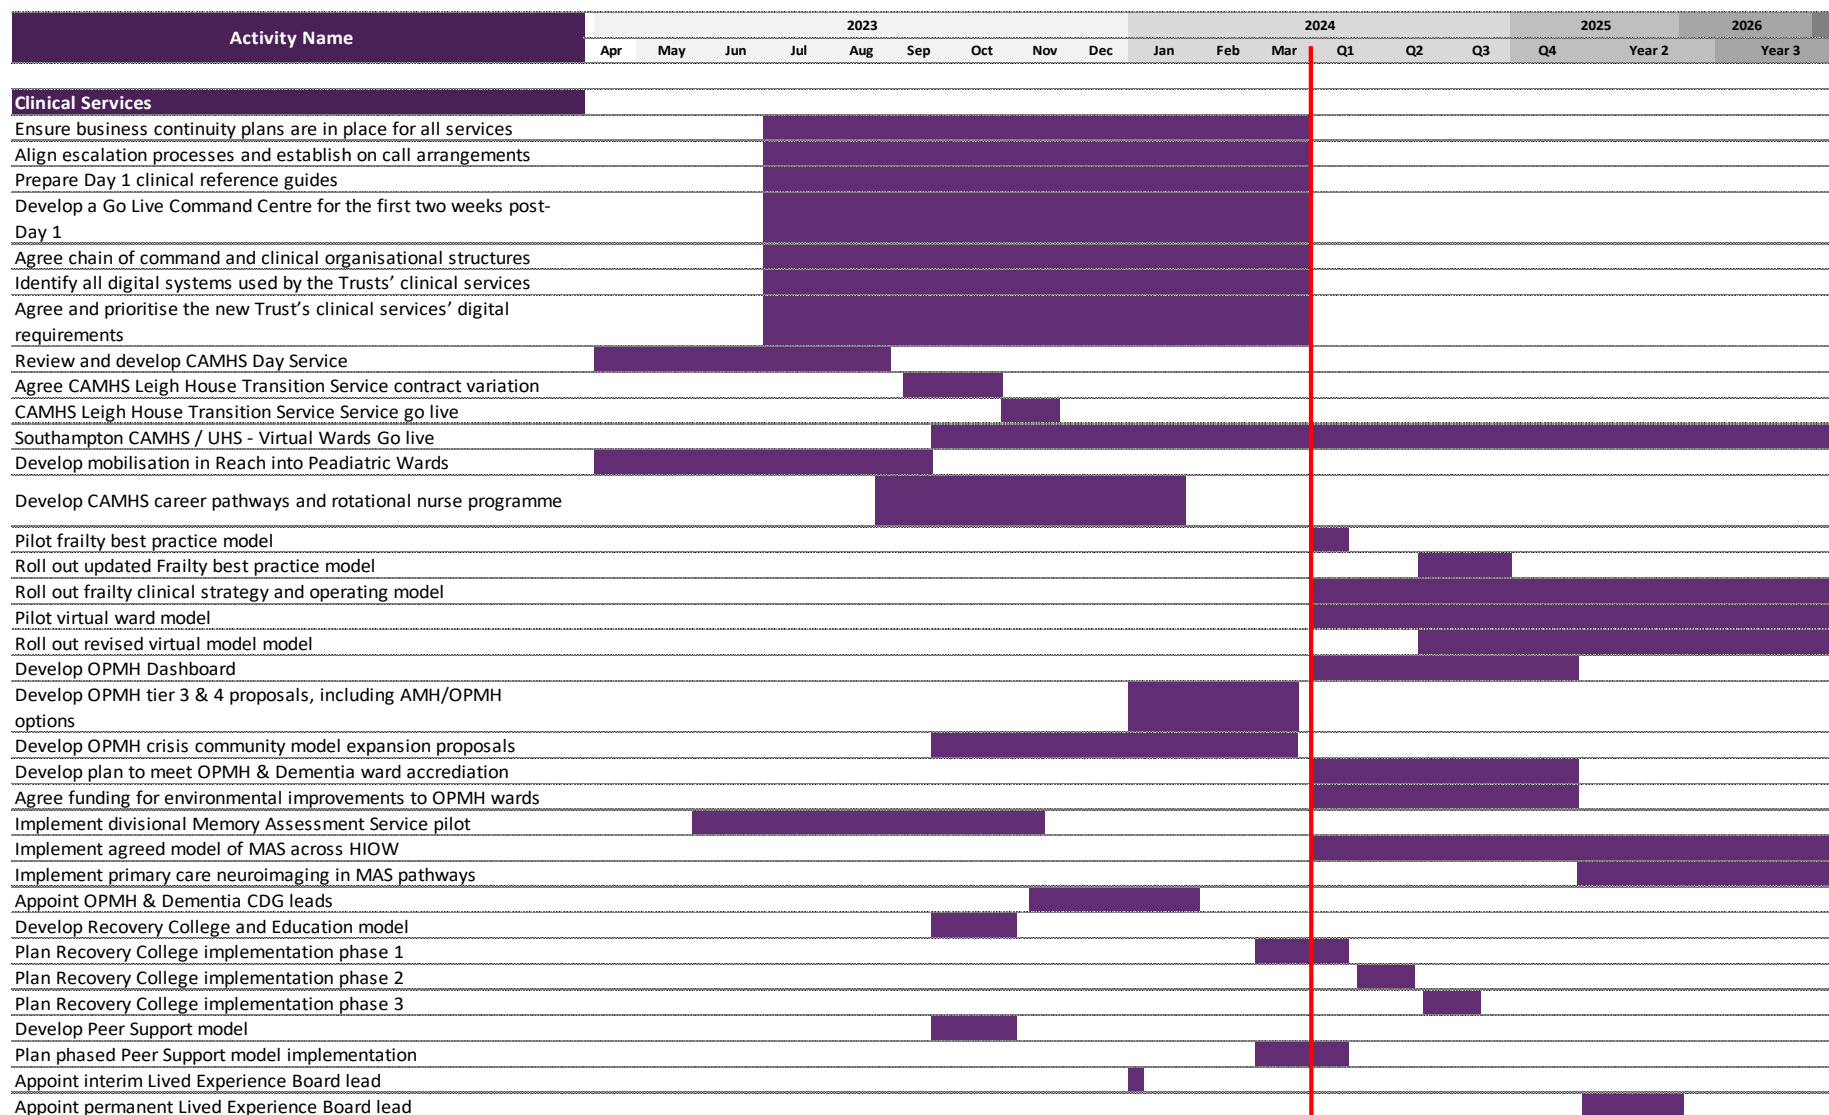 Activity Name
2023 2024 2025 2026
Apr May Jun Jul Aug Sep Oct Nov Dec Jan Feb Mar Q1 Q2 Q3 Q4 Year 2 Year 3
Clinical Services
Ensure business continuity plans are in place for all services
Align escalation processes and establish on call arrangements
Prepare Day 1 clinical reference guides
Develop a Go Live Command Centre for the first two weeks post-
Day 1
Agree chain of command and clinical organisational structures
Identify all digital systems used by the Trusts’ clinical services
Agree and prioritise the new Trust’s clinical services’ digital
requirements
Review and develop CAMHS Day Service
Agree CAMHS Leigh House Transition Service contract variation
CAMHS Leigh House Transition Service Service go live
Southampton CAMHS / UHS - Virtual Wards Go live
Develop mobilisation in Reach into Peadiatric Wards
Develop CAMHS career pathways and rotational nurse programme
Pilot frailty best practice model
Roll out updated Frailty best practice model
Roll out frailty clinical strategy and operating model
Pilot virtual ward model
Roll out revised virtual model model
Develop OPMH Dashboard
Develop OPMH tier 3 & 4 proposals, including AMH/OPMH
options
Develop OPMH crisis community model expansion proposals
Develop plan to meet OPMH & Dementia ward accrediation
Agree funding for environmental improvements to OPMH wards
Implement divisional Memory Assessment Service pilot
Implement agreed model of MAS across HIOW
Implement primary care neuroimaging in MAS pathways
Appoint OPMH & Dementia CDG leads
Develop Recovery College and Education model
Plan Recovery College implementation phase 1
Plan Recovery College implementation phase 2
Plan Recovery College implementation phase 3
Develop Peer Support model
Plan phased Peer Support model implementation
Appoint interim Lived Experience Board lead
Appoint permanent Lived Experience Board lead